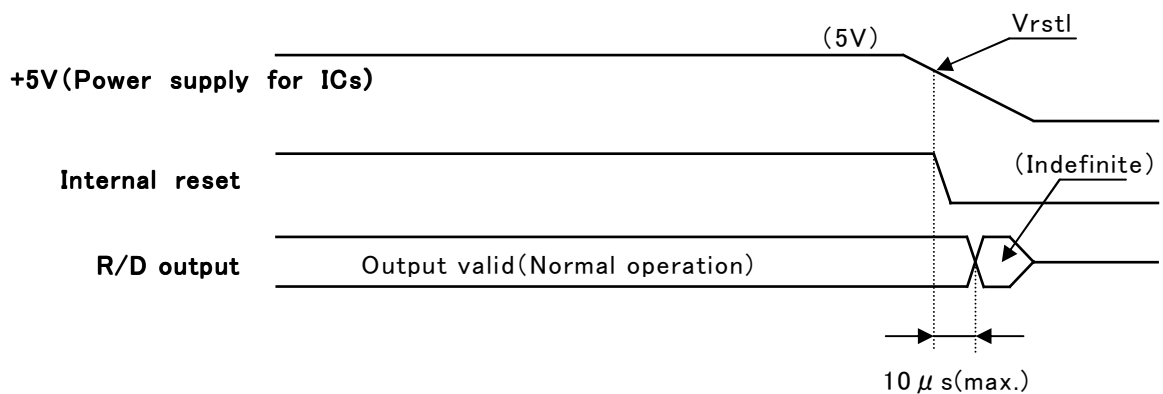 Vrstl
(5V)
+5V(Power supply for ICs)
(Indefinite)
Internal reset
R/D output
Output valid(Normal operation)
10μs(max.)